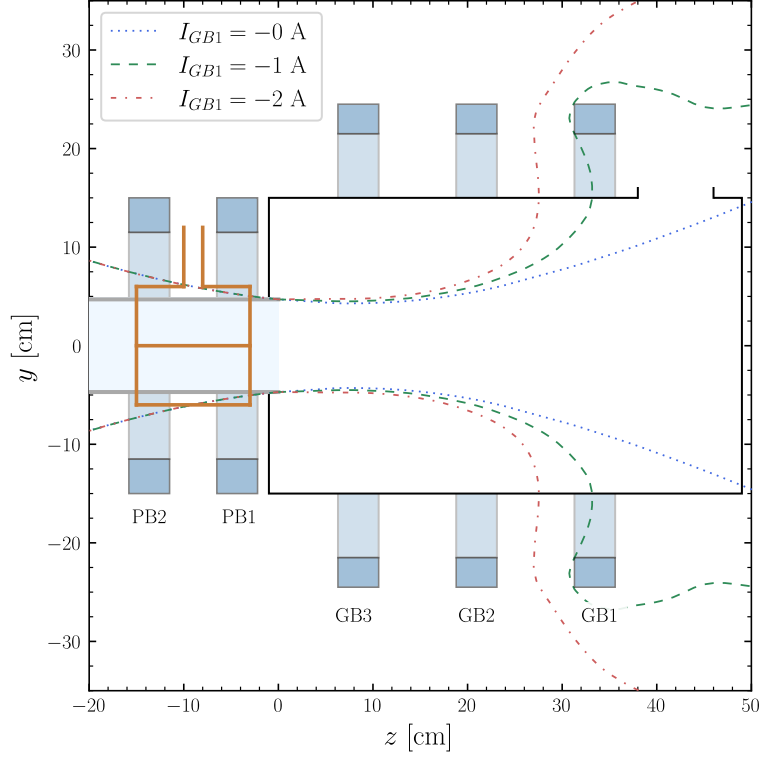 I_{GB1} = −0 A
I_{GB1} = −1 A
I_{GB1} = −2 A
30
20
10
0
−10
−20
−30
y [cm]
PB2 PB1
GB3 GB2 GB1
−20 −10 0 10 20 30 40 50
z [cm]